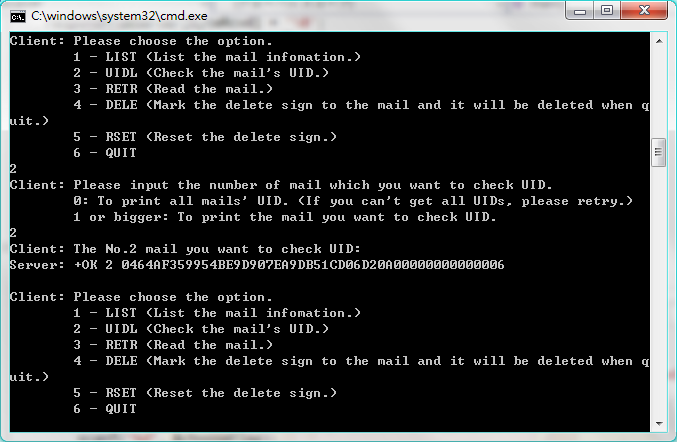 C:\windows\system32\cmd.exe
Client: Please choose the option.
1 - LIST (List the mail infomation.)
2 - UIDL (Check the mail's UID.)
3 - RETR (Read the mail.)
4 - DELE (Mark the delete sign to the mail and it will be deleted when q
uit.)
5 - RSET (Reset the delete sign.)
6 - QUIT
2
Client: Please input the number of mail which you want to check UID.
0: To print all mails' UID. (If you can't get all UIDs, please retry.)
1 or bigger: To print the mail you want to check UID.
2
Client: The No.2 mail you want to check UID:
Server: +OK 2 0464AF359954BE9D907EA9DB51CD06D20A00000000000006
Client: Please choose the option.
1 - LIST (List the mail infomation.)
2 - UIDL (Check the mail's UID.)
3 - RETR (Read the mail.)
4 - DELE (Mark the delete sign to the mail and it will be deleted when q
uit.)
5 - RSET (Reset the delete sign.)
6 - QUIT